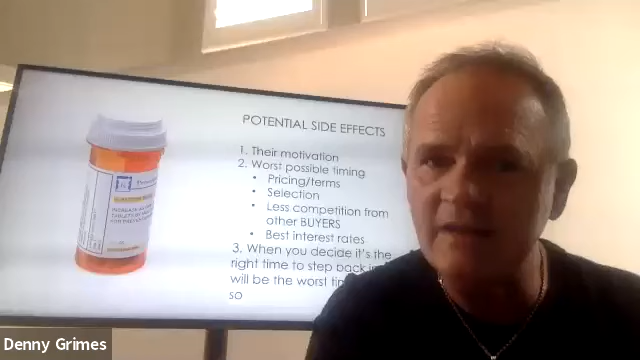 POTENTIAL SIDE EFFECTS
1. Their motivation
2. Worst possible timing
• Pricing/terms
• Selection
• Less competition from
other BUYERS
• Best interest rates
3. When you decide it's the
right time to step back
will be the worst
so
Denny Grimes